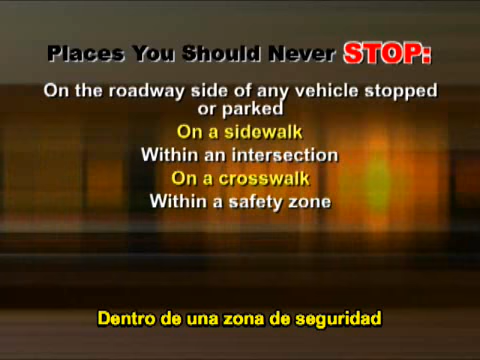 Places You Should Never STOP:
On the roadway side of any vehicle stopped
or parked
On a sidewalk
Within an intersection
On a crosswalk
Within a safety zone
Dentro de una zona de seguridad